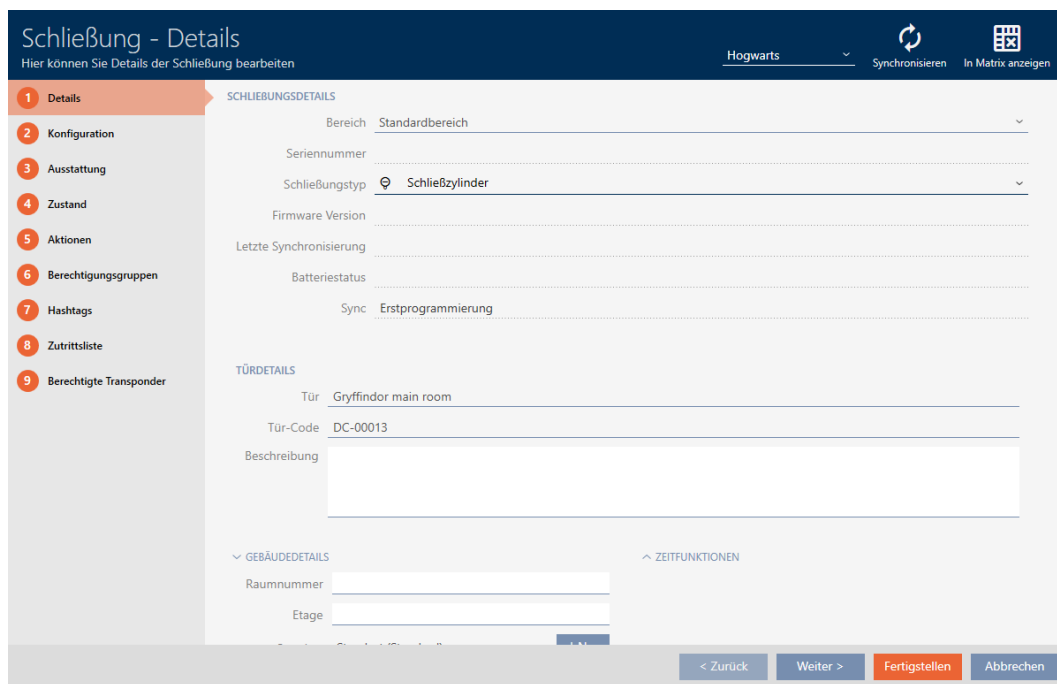 Schließung - Details
Hier können Sie Details der Schließung bearbeiten
Hogwarts
Synchronisieren
In Matrix anzeigen
1 Details
2 Konfiguration
3 Ausstattung
4 Zustand
5 Aktionen
6 Berechtigungsgruppen
7 Hashtags
8 Zutrittsliste
9 Berechtigte Transponder
SCHLIEßUNGSDETAILS
Bereich Standardbereich
Seriennummer
Schließungstyp Schließzylinder
Firmware Version
Letzte Synchronisierung
Batteriestatus
Sync Erstprogrammierung
TÜRDETAILS
Tür Gryffindor main room
Tür-Code DC-00013
Beschreibung
GEBÄUDEDETAILS
ZEITFUNKTIONEN
Raumnummer
Etage
< Zurück
Weiter >
Fertigstellen
Abbrechen